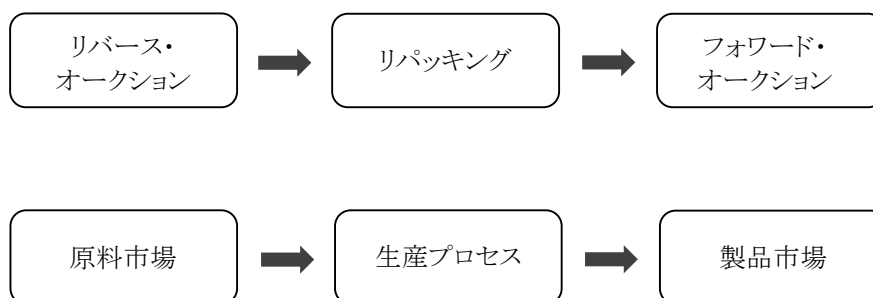 リバース・
オークション
リパッキング
フォワード・
オークション
原料市場
生産プロセス
製品市場